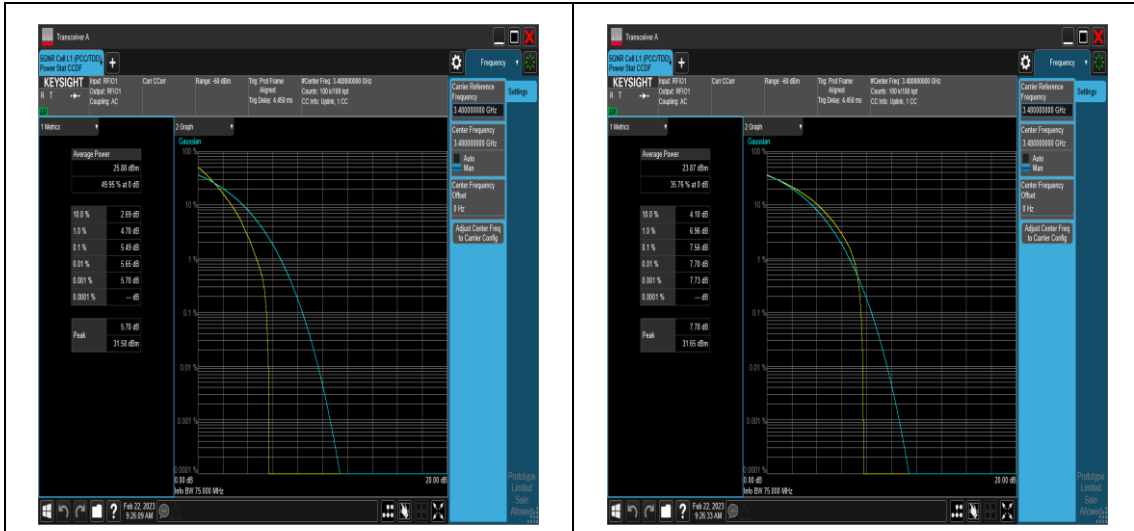 Transceiver A
5GNR Cell L1 (PCC/TDD)
Power Stat CCDF
Frequency
KEYSIGHT
R T
Input: RFIO1
Output: RFIO1
Coupling: AC
Corr CCorr
Range: -60 dBm
Trig: Prot Frame
Aligned
Trig Delay: 4.450 ms
#Center Freq: 3.480000000 GHz
Counts: 100 k/100 kpt
CC Info: Uplink, 1 CC
Carrier Reference
Frequency
3.480000000 GHz
Settings
Center Frequency
3.480000000 GHz
Auto
Man
Center Frequency
Offset
0 Hz
Adjust Center Freq
to Carrier Config
1 Metrics
Average Power
25.88 dBm
49.95 % at 0 dB
10.0 % 2.69 dB
1.0 % 4.70 dB
0.1 % 5.49 dB
0.01 % 5.65 dB
0.001 % 5.70 dB
0.0001 % --- dB
Peak
5.70 dB
31.58 dBm
2 Graph
Gaussian
100 %
10 %
1 %
0.1 %
0.01 %
0.001 %
0.0001 %
0.00 dB
20.00 dB
Info BW 75.000 MHz
Prototype
Limited
Sale
Allowed
?
Feb 22, 2023
9:26:09 AM
Transceiver A
5GNR Cell L1 (PCC/TDD)
Power Stat CCDF
Frequency
KEYSIGHT
R T
Input: RFIO1
Output: RFIO1
Coupling: AC
Corr CCorr
Range: -60 dBm
Trig: Prot Frame
Aligned
Trig Delay: 4.450 ms
#Center Freq: 3.480000000 GHz
Counts: 100 k/100 kpt
CC Info: Uplink, 1 CC
Carrier Reference
Frequency
3.480000000 GHz
Settings
Center Frequency
3.480000000 GHz
Auto
Man
Center Frequency
Offset
0 Hz
Adjust Center Freq
to Carrier Config
1 Metrics
Average Power
23.87 dBm
35.76 % at 0 dB
10.0 % 4.10 dB
1.0 % 6.96 dB
0.1 % 7.56 dB
0.01 % 7.70 dB
0.001 % 7.73 dB
0.0001 % --- dB
Peak
7.78 dB
31.65 dBm
2 Graph
Gaussian
100 %
10 %
1 %
0.1 %
0.01 %
0.001 %
0.0001 %
0.00 dB
20.00 dB
Info BW 75.000 MHz
Prototype
Limited
Sale
Allowed
?
Feb 22, 2023
9:26:33 AM